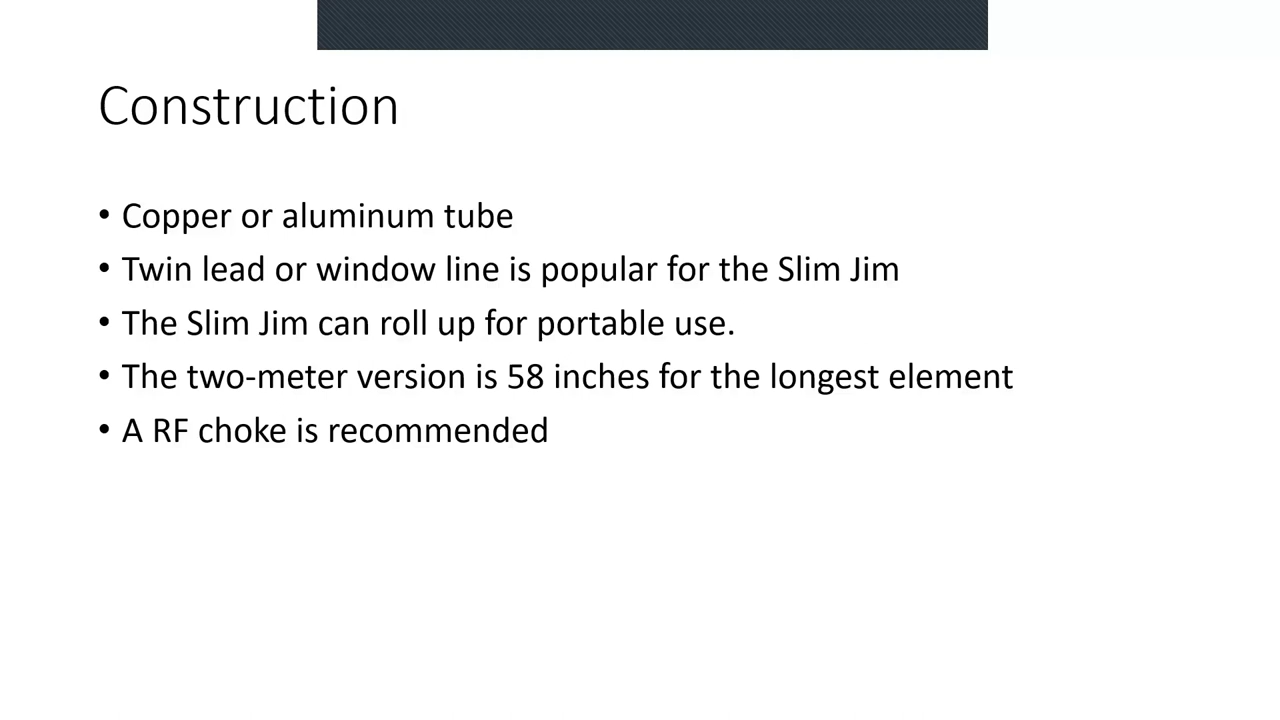 Construction
• Copper or aluminum tube
• Twin lead or window line is popular for the Slim Jim
• The Slim Jim can roll up for portable use.
• The two-meter version is 58 inches for the longest element
• A RF choke is recommended